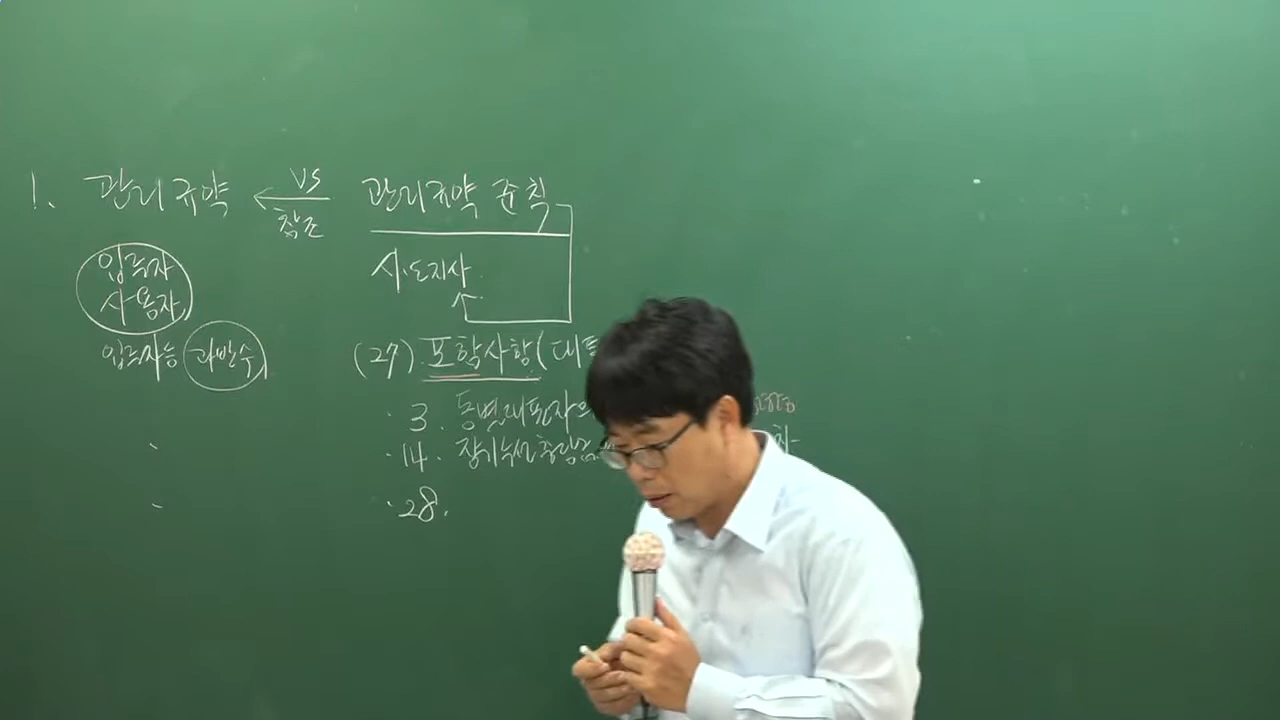 1. 관리규약 VS 관리규약 준칙
참조
입주자 시·도지사
사용자
입주자등 과반수 (27). 포함사항(대통
· 3. 동별대표자의
· 14. 장기수선충당금
· 28.